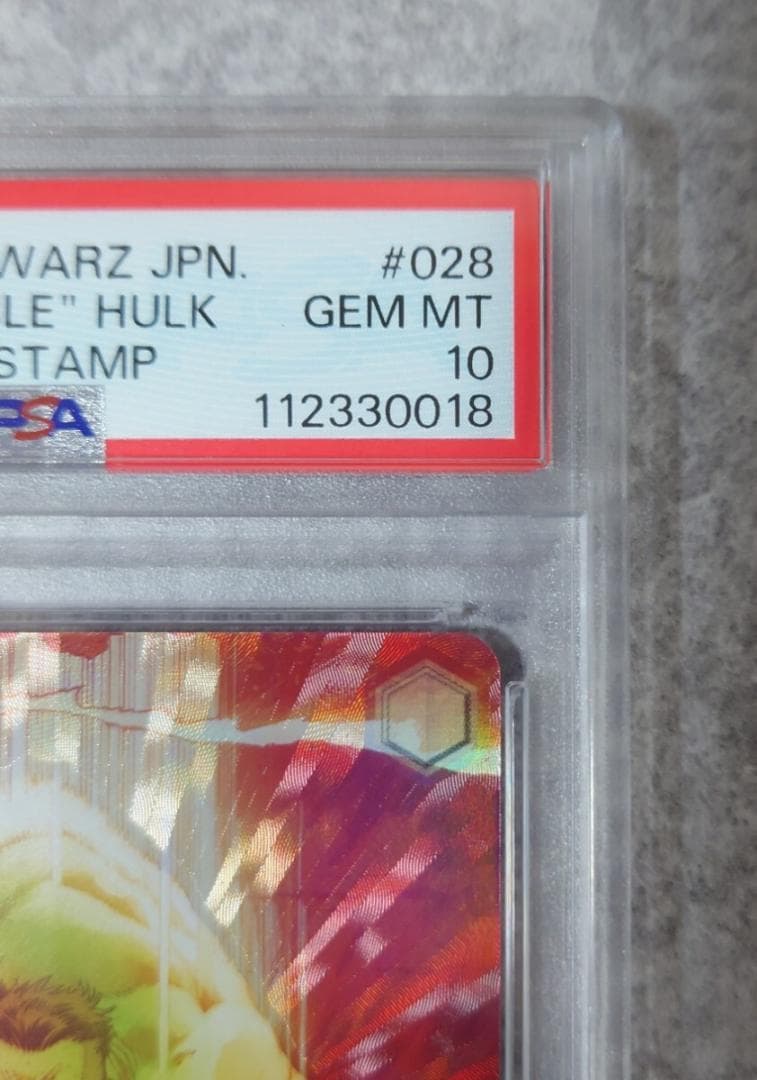 WARZ JPN. #028
LE" HULK GEM MT
STAMP 10
PSA 112330018